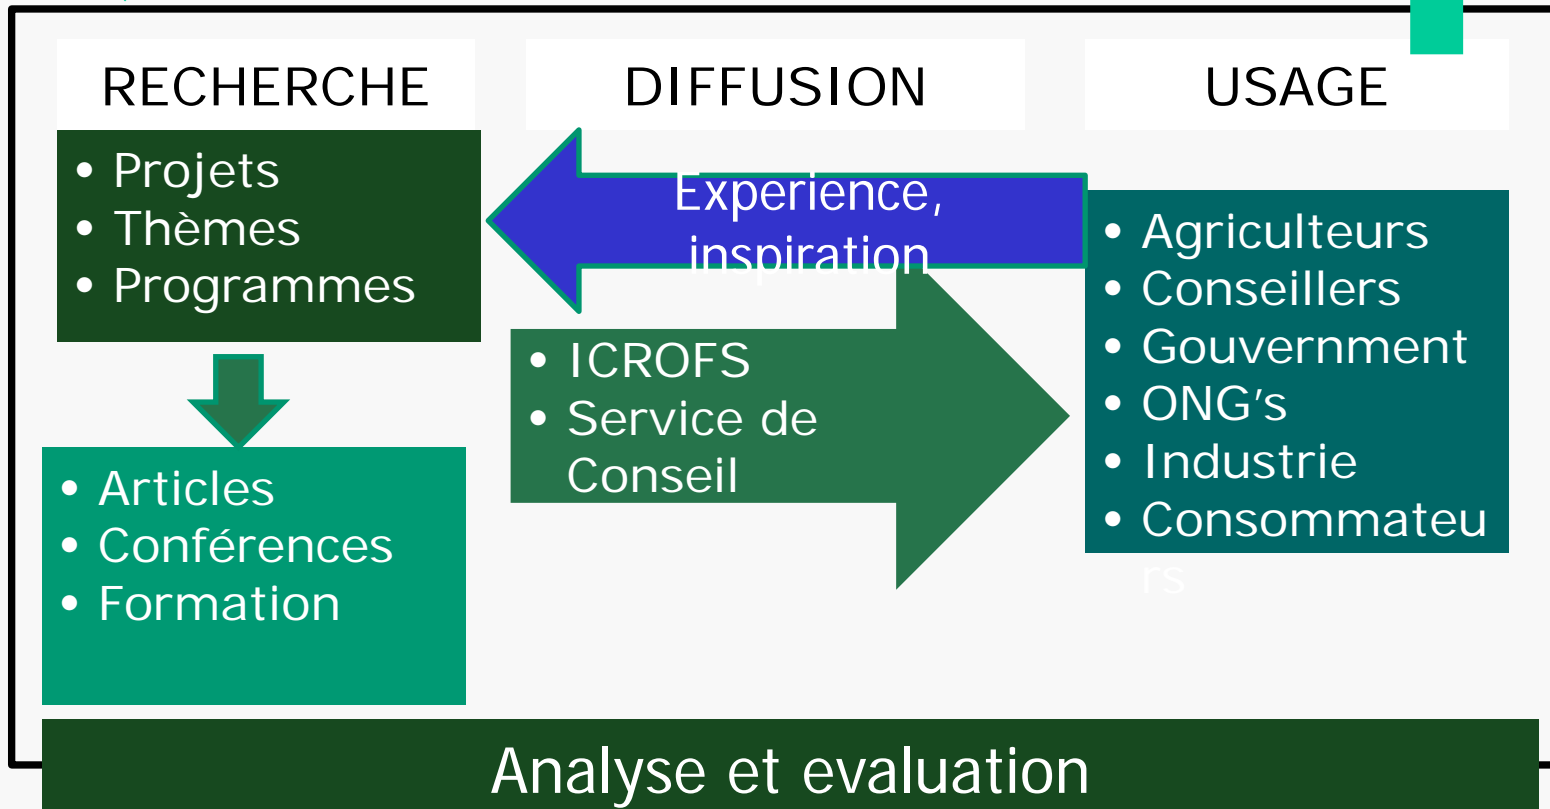 RECHERCHE
DIFFUSION
USAGE
• Projets
• Thèmes
• Programmes
Experience,
inspiration
• Agriculteurs
• Conseillers
• Gouvernment
• ONG's
• Industrie
• Consommateu
rs
• ICROFS
• Service de
Conseil
• Articles
• Conférences
• Formation
Analyse et evaluation